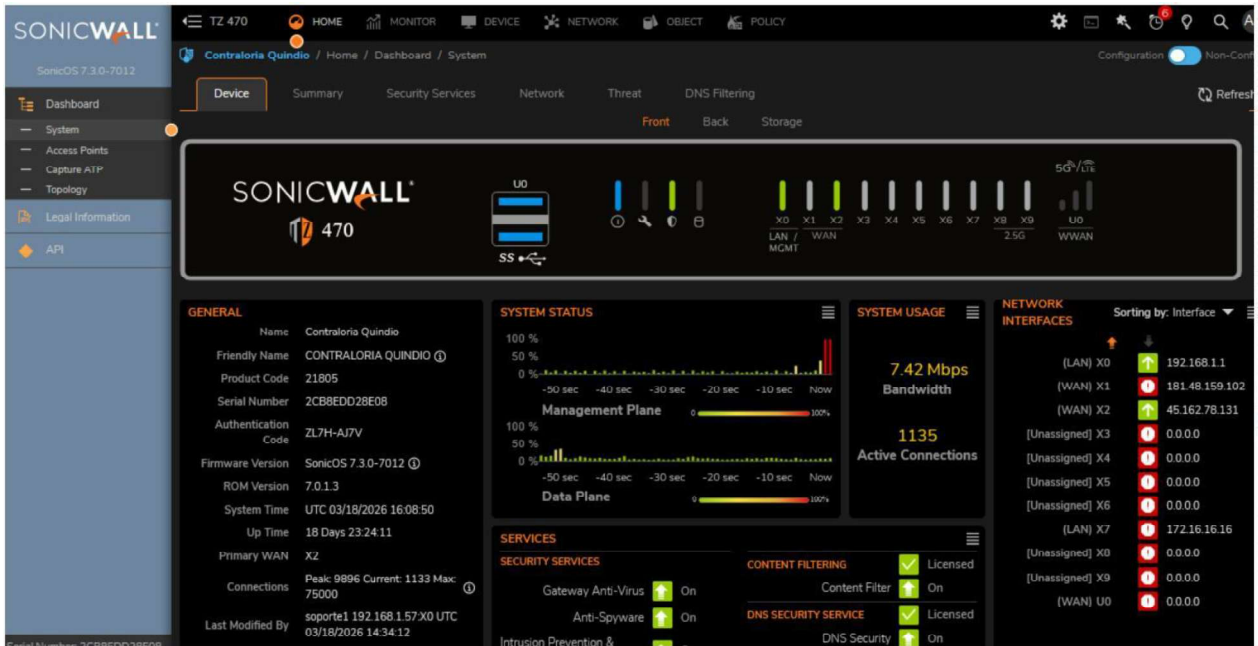 SONICWALL
TZ 470
HOME
MONITOR
DEVICE
NETWORK
OBJECT
POLICY
6
SonicOS 7.3.0-7012
Contraloria Quindio / Home / Dashboard / System
Configuration
Non-Conf
Dashboard
System
Access Points
Capture ATP
Topology
Legal Information
API
Device
Summary
Security Services
Network
Threat
DNS Filtering
Refresh
Front
Back
Storage
SONICWALL
TZ 470
U0
SS
X0 X1 X2 X3 X4 X5 X6 X7 X8 X9 U0
LAN / MGMT
WAN
2.5G
WWAN
5G/LTE
GENERAL
Name Contraloria Quindio
Friendly Name CONTRALORIA QUINDIO
Product Code 21805
Serial Number 2CB8EDD28E08
Authentication Code ZL7H-AJ7V
Firmware Version SonicOS 7.3.0-7012
ROM Version 7.0.1.3
System Time UTC 03/18/2026 16:08:50
Up Time 18 Days 23:24:11
Primary WAN X2
Connections Peak: 9896 Current: 1133 Max: 75000
Last Modified By soporte1 192.168.1.57:X0 UTC 03/18/2026 14:34:12
SYSTEM STATUS
100 %
50 %
0 %
-50 sec -40 sec -30 sec -20 sec -10 sec Now
Management Plane 0 100%
100 %
50 %
0 %
-50 sec -40 sec -30 sec -20 sec -10 sec Now
Data Plane 0 100%
SYSTEM USAGE
7.42 Mbps
Bandwidth
1135
Active Connections
NETWORK INTERFACES
Sorting by: Interface
(LAN) X0 192.168.1.1
(WAN) X1 181.48.159.102
(WAN) X2 45.162.78.131
[Unassigned] X3 0.0.0.0
[Unassigned] X4 0.0.0.0
[Unassigned] X5 0.0.0.0
[Unassigned] X6 0.0.0.0
(LAN) X7 172.16.16.16
[Unassigned] X8 0.0.0.0
[Unassigned] X9 0.0.0.0
(WAN) U0 0.0.0.0
SERVICES
SECURITY SERVICES
Gateway Anti-Virus On
Anti-Spyware On
Intrusion Prevention &
CONTENT FILTERING Licensed
Content Filter On
DNS SECURITY SERVICE Licensed
DNS Security On